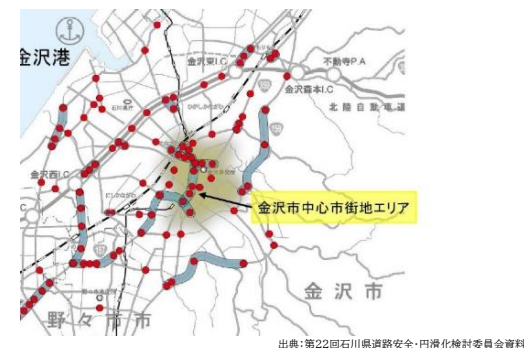 金沢港
金沢東I.C
不動寺P.A
金沢森本I.C
北陸自動車道
159
金沢西I.C
金沢市中心市街地エリア
金沢市
野々市市
出典:第22回石川県道路安全・円滑化検討委員会資料